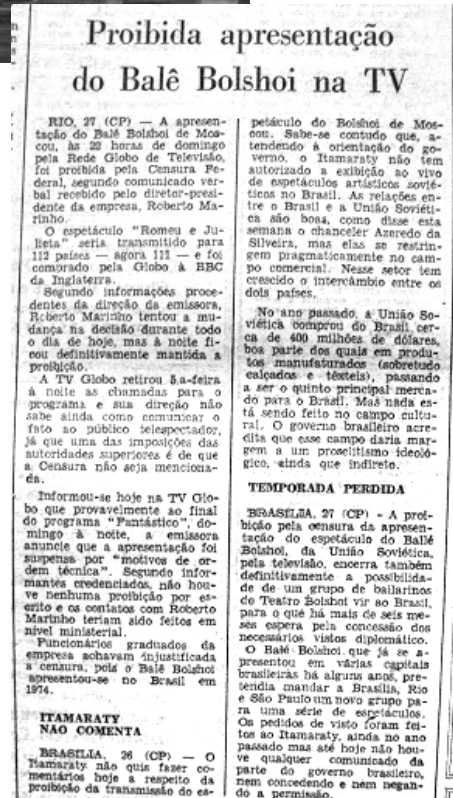 Proibida apresentação
do Balê Bolshoi na TV
RIO, 27 (CP) — A apresen-
tação do Balê Bolshoi de Mos-
cou, às 22 horas de domingo
pela Rede Globo de Televisão,
foi proibida pela Censura Fe-
deral, segundo comunicado ver-
bal recebido pelo diretor-presi-
dente da empresa, Roberto Ma-
rinho.
O espetáculo "Romeu e Ju-
lieta" seria transmitido para
112 países — agora 111 — e foi
comprado pela Globo à BBC
da Inglaterra.
Segundo informações proce-
dentes da direção da emissora,
Roberto Marinho tentou a mu-
dança na decisão durante todo
o dia de hoje, mas à noite fi-
cou definitivamente mantida a
proibição.
A TV Globo retirou 5.a-feira
à noite as chamadas para o
programa e sua direção não
sabe ainda como comunicar o
fato ao público telespectador,
já que uma das imposições das
autoridades superiores é de que
a Censura não seja menciona-
da.
Informou-se hoje na TV Glo-
bo que provavelmente ao final
do programa "Fantástico", do-
mingo à noite, a emissora
anuncie que a apresentação foi
suspensa por "motivos de or-
dem técnica". Segundo infor-
mantes credenciados, não hou-
ve nenhuma proibição por es-
crito e os contatos com Roberto
Marinho teriam sido feitos em
nível ministerial.
Funcionários graduados da
empresa achavam injustificada
a censura, pois o Balê Bolshoi
apresentou-se no Brasil em
1974.
ITAMARATY
NÃO COMENTA
BRASÍLIA, 26 (CP) — O
Itamaraty não quis fazer co-
mentários hoje a respeito da
proibição da transmissão do es-
petáculo do Bolshoi de Mos-
cou. Sabe-se contudo que, a-
tendendo à orientação do go-
verno, o Itamaraty não tem
autorizado a exibição ao vivo
de espetáculos artísticos sovié-
ticos no Brasil. As relações en-
tre o Brasil e a União Soviéti-
ca são boas, como disse esta
semana o chanceler Azeredo da
Silveira, mas elas se restrin-
gem pragmaticamente no cam-
po comercial. Nesse setor tem
crescido o intercâmbio entre os
dois países.
No ano passado, a União So-
viética comprou do Brasil cer-
ca de 400 milhões de dólares,
boa parte dos quais em produ-
tos manufaturados (sobretudo
calçados e têxteis), passando
a ser o quinto principal merca-
do para o Brasil. Mas nada es-
tá sendo feito no campo cultu-
ral. O governo brasileiro acre-
dita que esse campo daria mar-
gem a um proselitismo ideoló-
gico, ainda que indireto.
TEMPORADA PERDIDA
BRASÍLIA, 27 (CP) - A proi-
bição pela censura da apresen-
tação do espetáculo do Ballê
Bolshoi, da União Soviética,
pela televisão, encerra também
definitivamente a possibilida-
de de um grupo de bailarinos
do Teatro Bolshoi vir ao Brasil,
para o que há mais de seis me-
ses espera pela concessão dos
necessários vistos diplomático.
O Balê Bolshoi que já se a-
presentou em várias capitais
brasileiras há alguns anos, pre-
tendia mandar a Brasília, Rio
e São Paulo um novo grupo pa-
ra uma série de espetáculos.
Os pedidos de visto foram fei-
tos ao Itamaraty, ainda no ano
passado mas até hoje não hou-
ve qualquer comunicado da
parte do governo brasileiro,
nem concedendo e nem negan-
do a permissão.